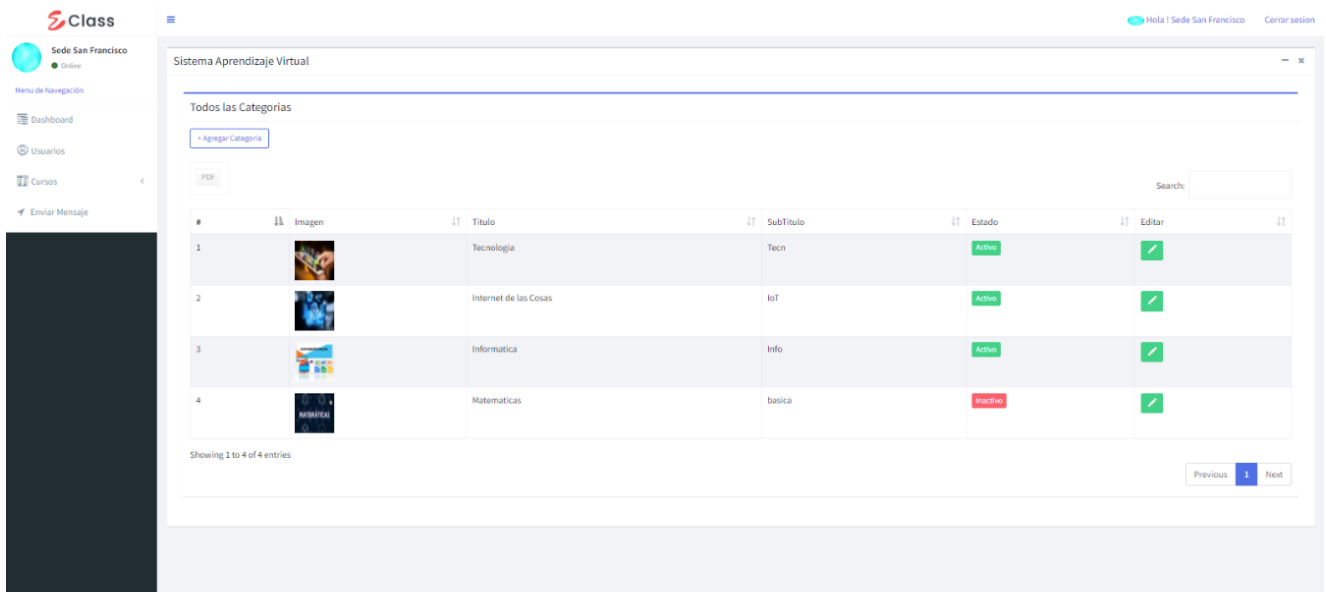 Class
Hola ! Sede San Francisco Cerrar sesion
Sede San Francisco
Online
Menu de Navegación
Dashboard
Usuarios
Cursos
Enviar Mensaje
Sistema Aprendizaje Virtual
Todos las Categorias
+ Agregar Categoria
PDF
Search:
# Imagen Titulo SubTitulo Estado Editar
1 Tecnologia Tecn Activo
2 Internet de las Cosas IoT Activo
3 Informatica Info Activo
4 MATEMÁTICAS Matematicas basica Inactivo
Showing 1 to 4 of 4 entries
Previous 1 Next